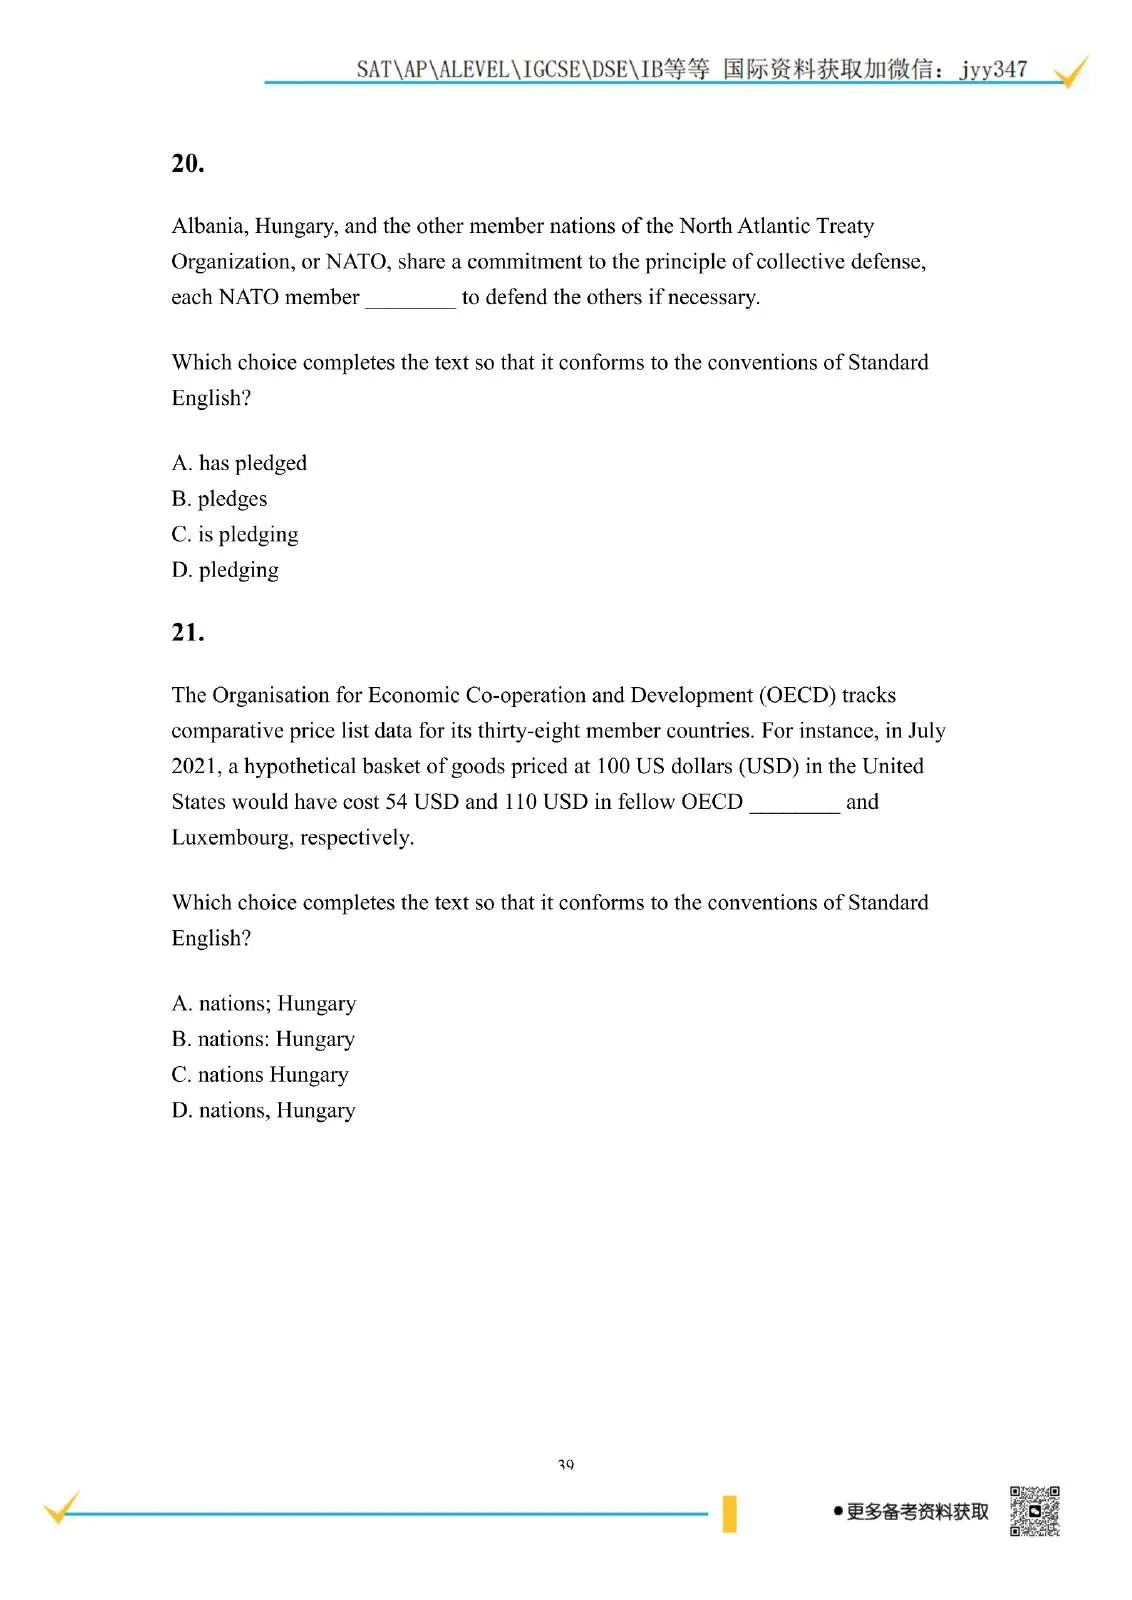 SAT\AP\ALEVEL\IGCSE\DSE\IB等等 国际资料获取加微信：jyy347
20.
Albania, Hungary, and the other member nations of the North Atlantic Treaty
Organization, or NATO, share a commitment to the principle of collective defense,
each NATO member ________ to defend the others if necessary.
Which choice completes the text so that it conforms to the conventions of Standard
English?
A. has pledged
B. pledges
C. is pledging
D. pledging
21.
The Organisation for Economic Co-operation and Development (OECD) tracks
comparative price list data for its thirty-eight member countries. For instance, in July
2021, a hypothetical basket of goods priced at 100 US dollars (USD) in the United
States would have cost 54 USD and 110 USD in fellow OECD ________ and
Luxembourg, respectively.
Which choice completes the text so that it conforms to the conventions of Standard
English?
A. nations; Hungary
B. nations: Hungary
C. nations Hungary
D. nations, Hungary
39
●更多备考资料获取